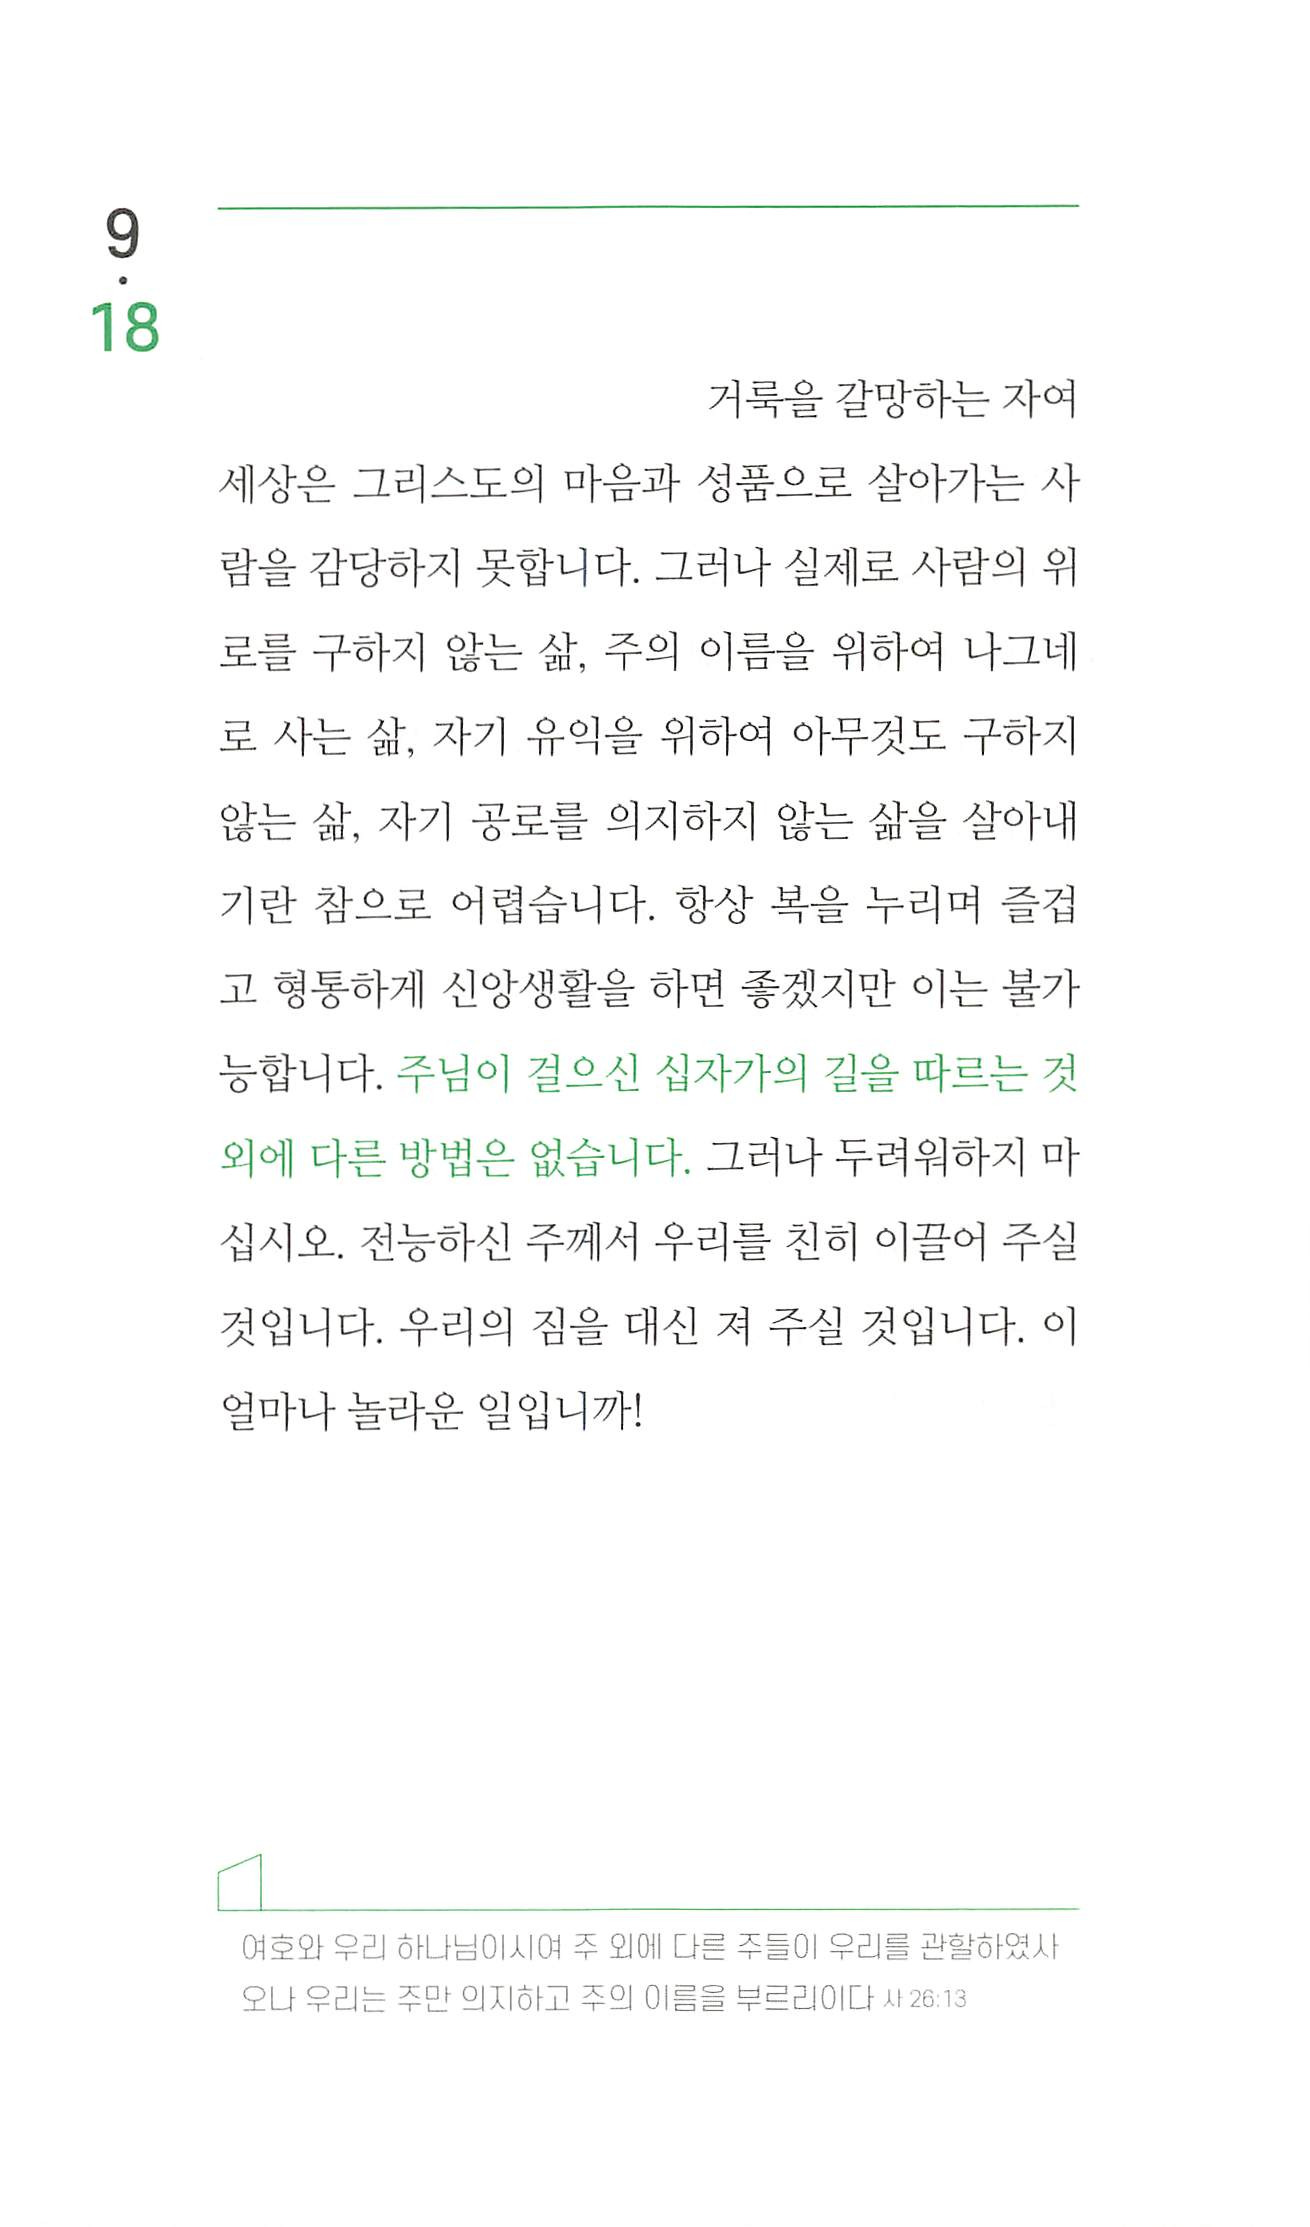 9
·
18
거룩을 갈망하는 자여
세상은 그리스도의 마음과 성품으로 살아가는 사
람을 감당하지 못합니다. 그러나 실제로 사람의 위
로를 구하지 않는 삶, 주의 이름을 위하여 나그네
로 사는 삶, 자기 유익을 위하여 아무것도 구하지
않는 삶, 자기 공로를 의지하지 않는 삶을 살아내
기란 참으로 어렵습니다. 항상 복을 누리며 즐겁
고 형통하게 신앙생활을 하면 좋겠지만 이는 불가
능합니다. 주님이 걸으신 십자가의 길을 따르는 것
외에 다른 방법은 없습니다. 그러나 두려워하지 마
십시오. 전능하신 주께서 우리를 친히 이끌어 주실
것입니다. 우리의 짐을 대신 져 주실 것입니다. 이
얼마나 놀라운 일입니까!
여호와 우리 하나님이시여 주 외에 다른 주들이 우리를 관할하였사
오나 우리는 주만 의지하고 주의 이름을 부르리이다 사 26:13